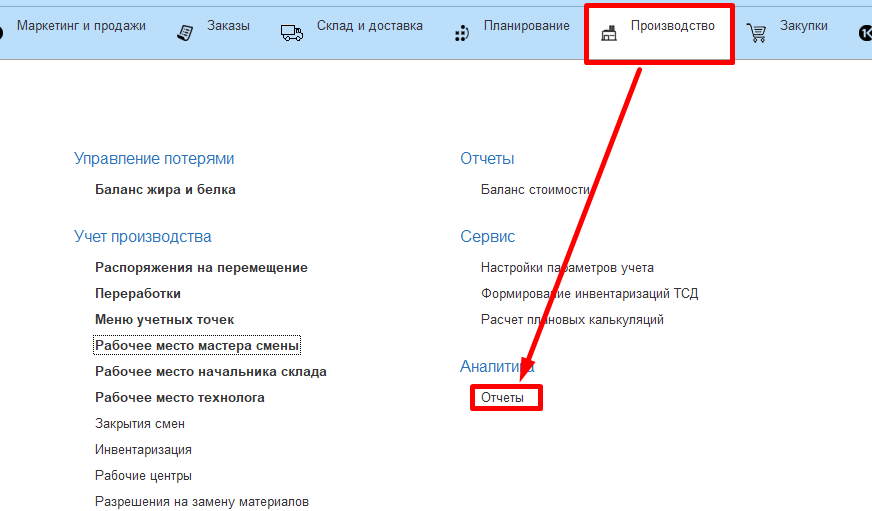 Маркетинг и продажи
Заказы
Склад и доставка
Планирование
Производство
Закупки
Управление потерями
Баланс жира и белка
Учет производства
Распоряжения на перемещение
Переработки
Меню учетных точек
Рабочее место мастера смены
Рабочее место начальника склада
Рабочее место технолога
Закрытия смен
Инвентаризация
Рабочие центры
Разрешения на замену материалов
Отчеты
Баланс стоимости
Сервис
Настройки параметров учета
Формирование инвентаризаций ТСД
Расчет плановых калькуляций
Аналитика
Отчеты